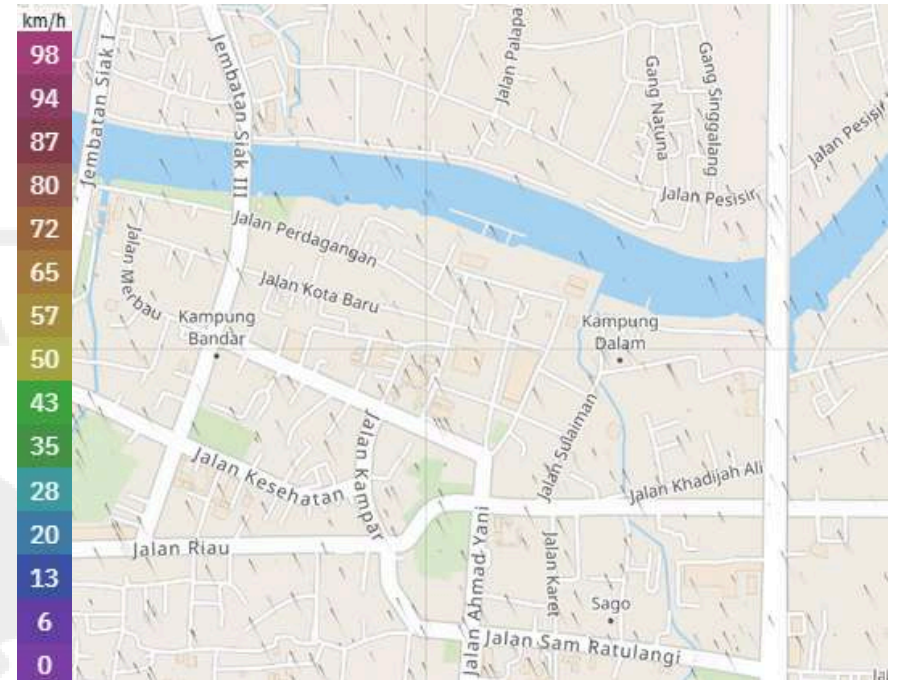 km/h
98
94
87
80
72
65
57
50
43
35
28
20
13
6
0
Jembatan Siak I
Jembatan Siak III
Gang Natuna
Gang Singgalang
Jalan Pesisir
Jalan Pesisir
Jalan Perdagangan
Jalan Merbau
Jalan Kota Baru
Kampung
Bandar
Kampung
Dalam
Jalan Sulaiman
Jalan Kampar
Jalan Kesehatan
Jalan Khadijah Ali
Jalan Riau
Jalan Ahmad Yani
Jalan Karet
Sago
Jalan Sam Ratulangi